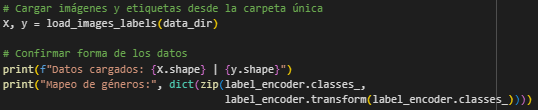 # Cargar imágenes y etiquetas desde la carpeta única
X, y = load_images_labels(data_dir)
# Confirmar forma de los datos
print(f"Datos cargados: {X.shape} | {y.shape}")
print("Mapeo de géneros:", dict(zip(label_encoder.classes_,
label_encoder.transform(label_encoder.classes_))))